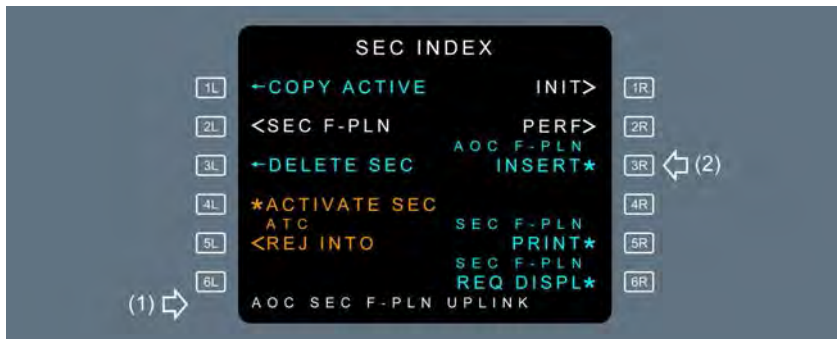 SEC INDEX
1L ←COPY ACTIVE INIT> 1R
2L <SEC F-PLN PERF> 2R
AOC F-PLN
3L ←DELETE SEC INSERT* 3R (2)
4L *ACTIVATE SEC 4R
ATC SEC F-PLN
5L <REJ INTO PRINT* 5R
SEC F-PLN
6L REQ DISPL* 6R
(1) AOC SEC F-PLN UPLINK